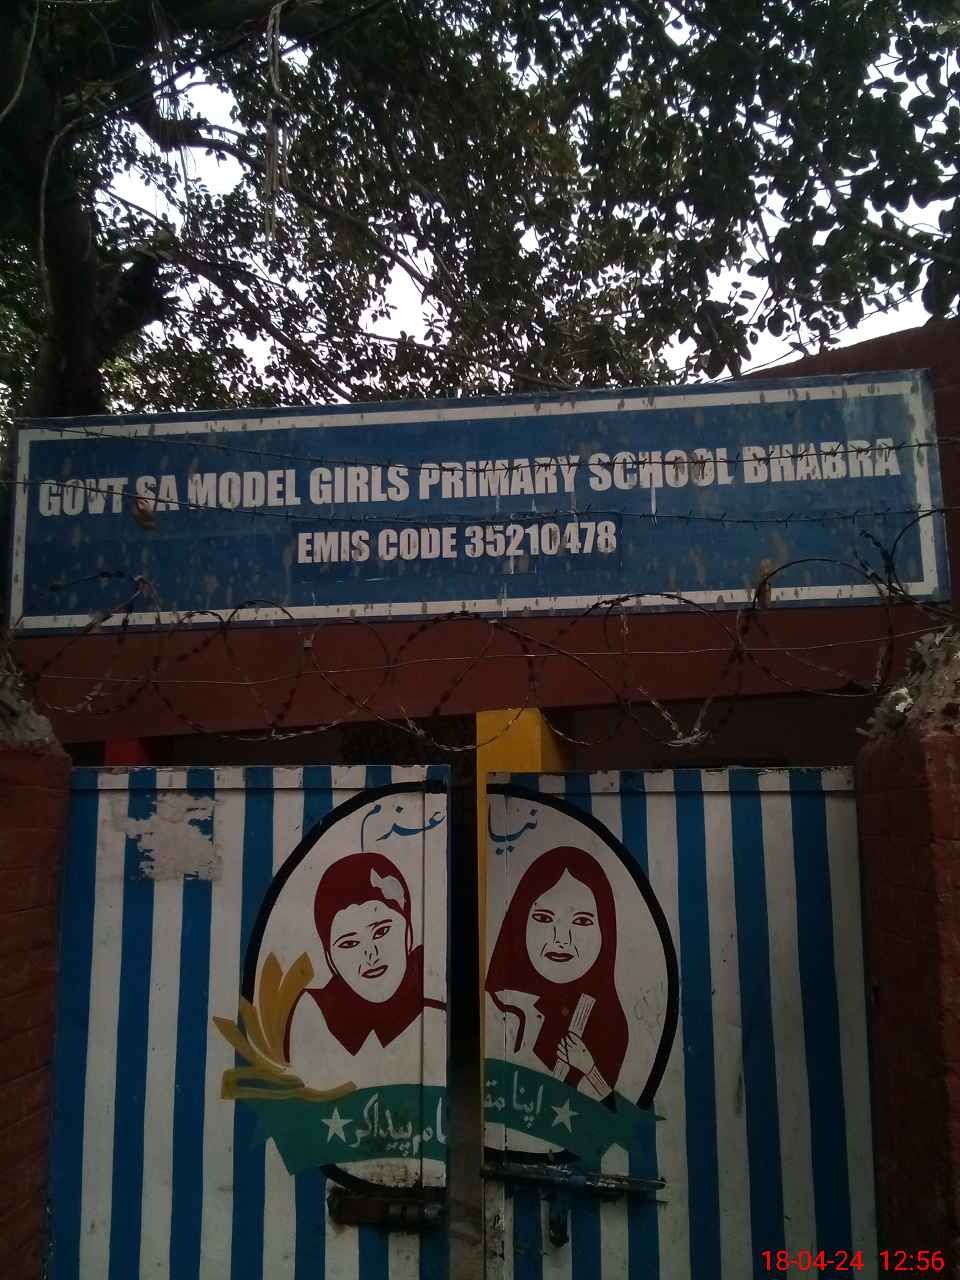 GOVT SA MODEL GIRLS PRIMARY SCHOOL BHABRA
EMIS CODE 35210478
نیا عزم
اپنا مقام پیدا کر
18-04-24 12:56